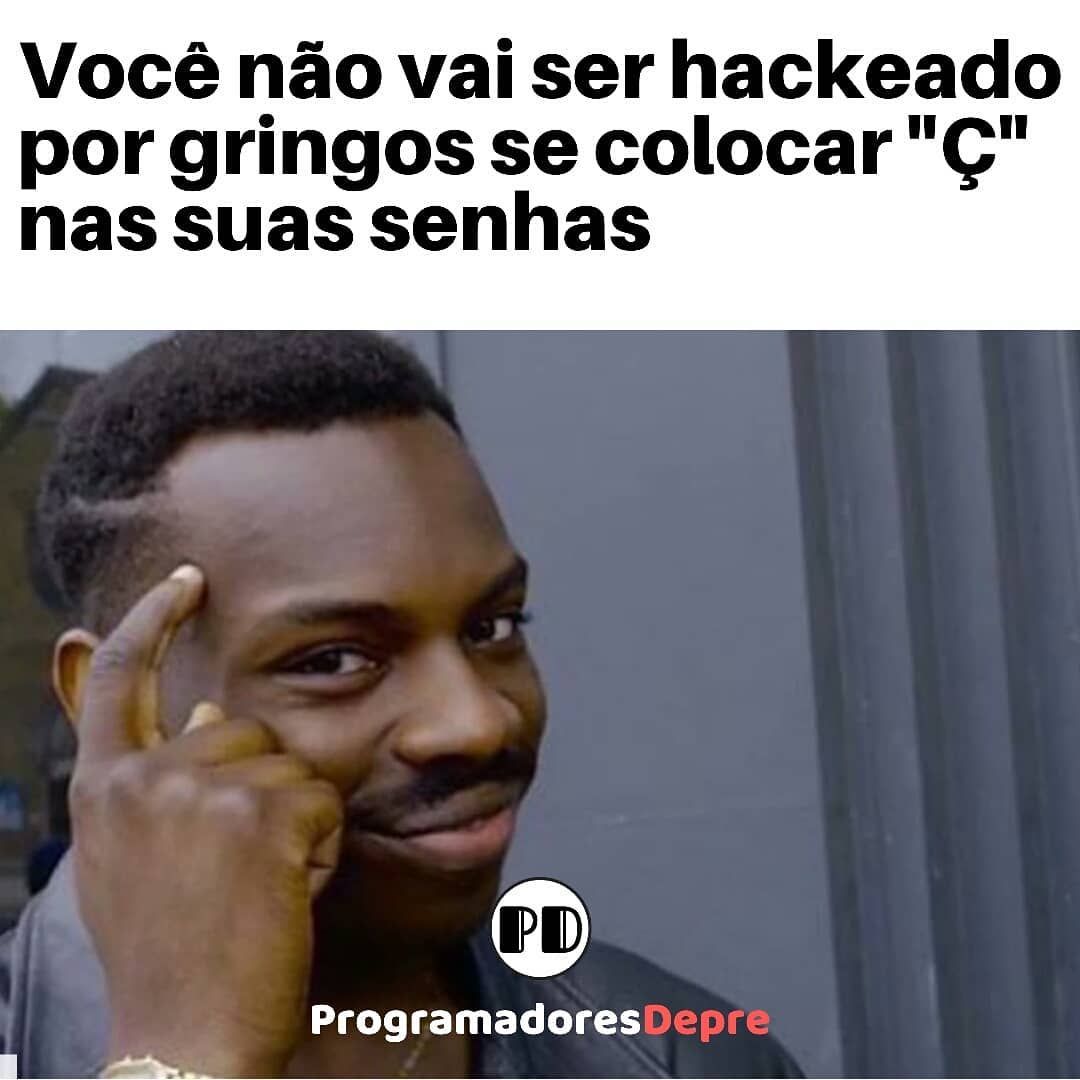 Você não vai ser hackeado
por gringos se colocar "Ç"
nas suas senhas
PD
ProgramadoresDepre